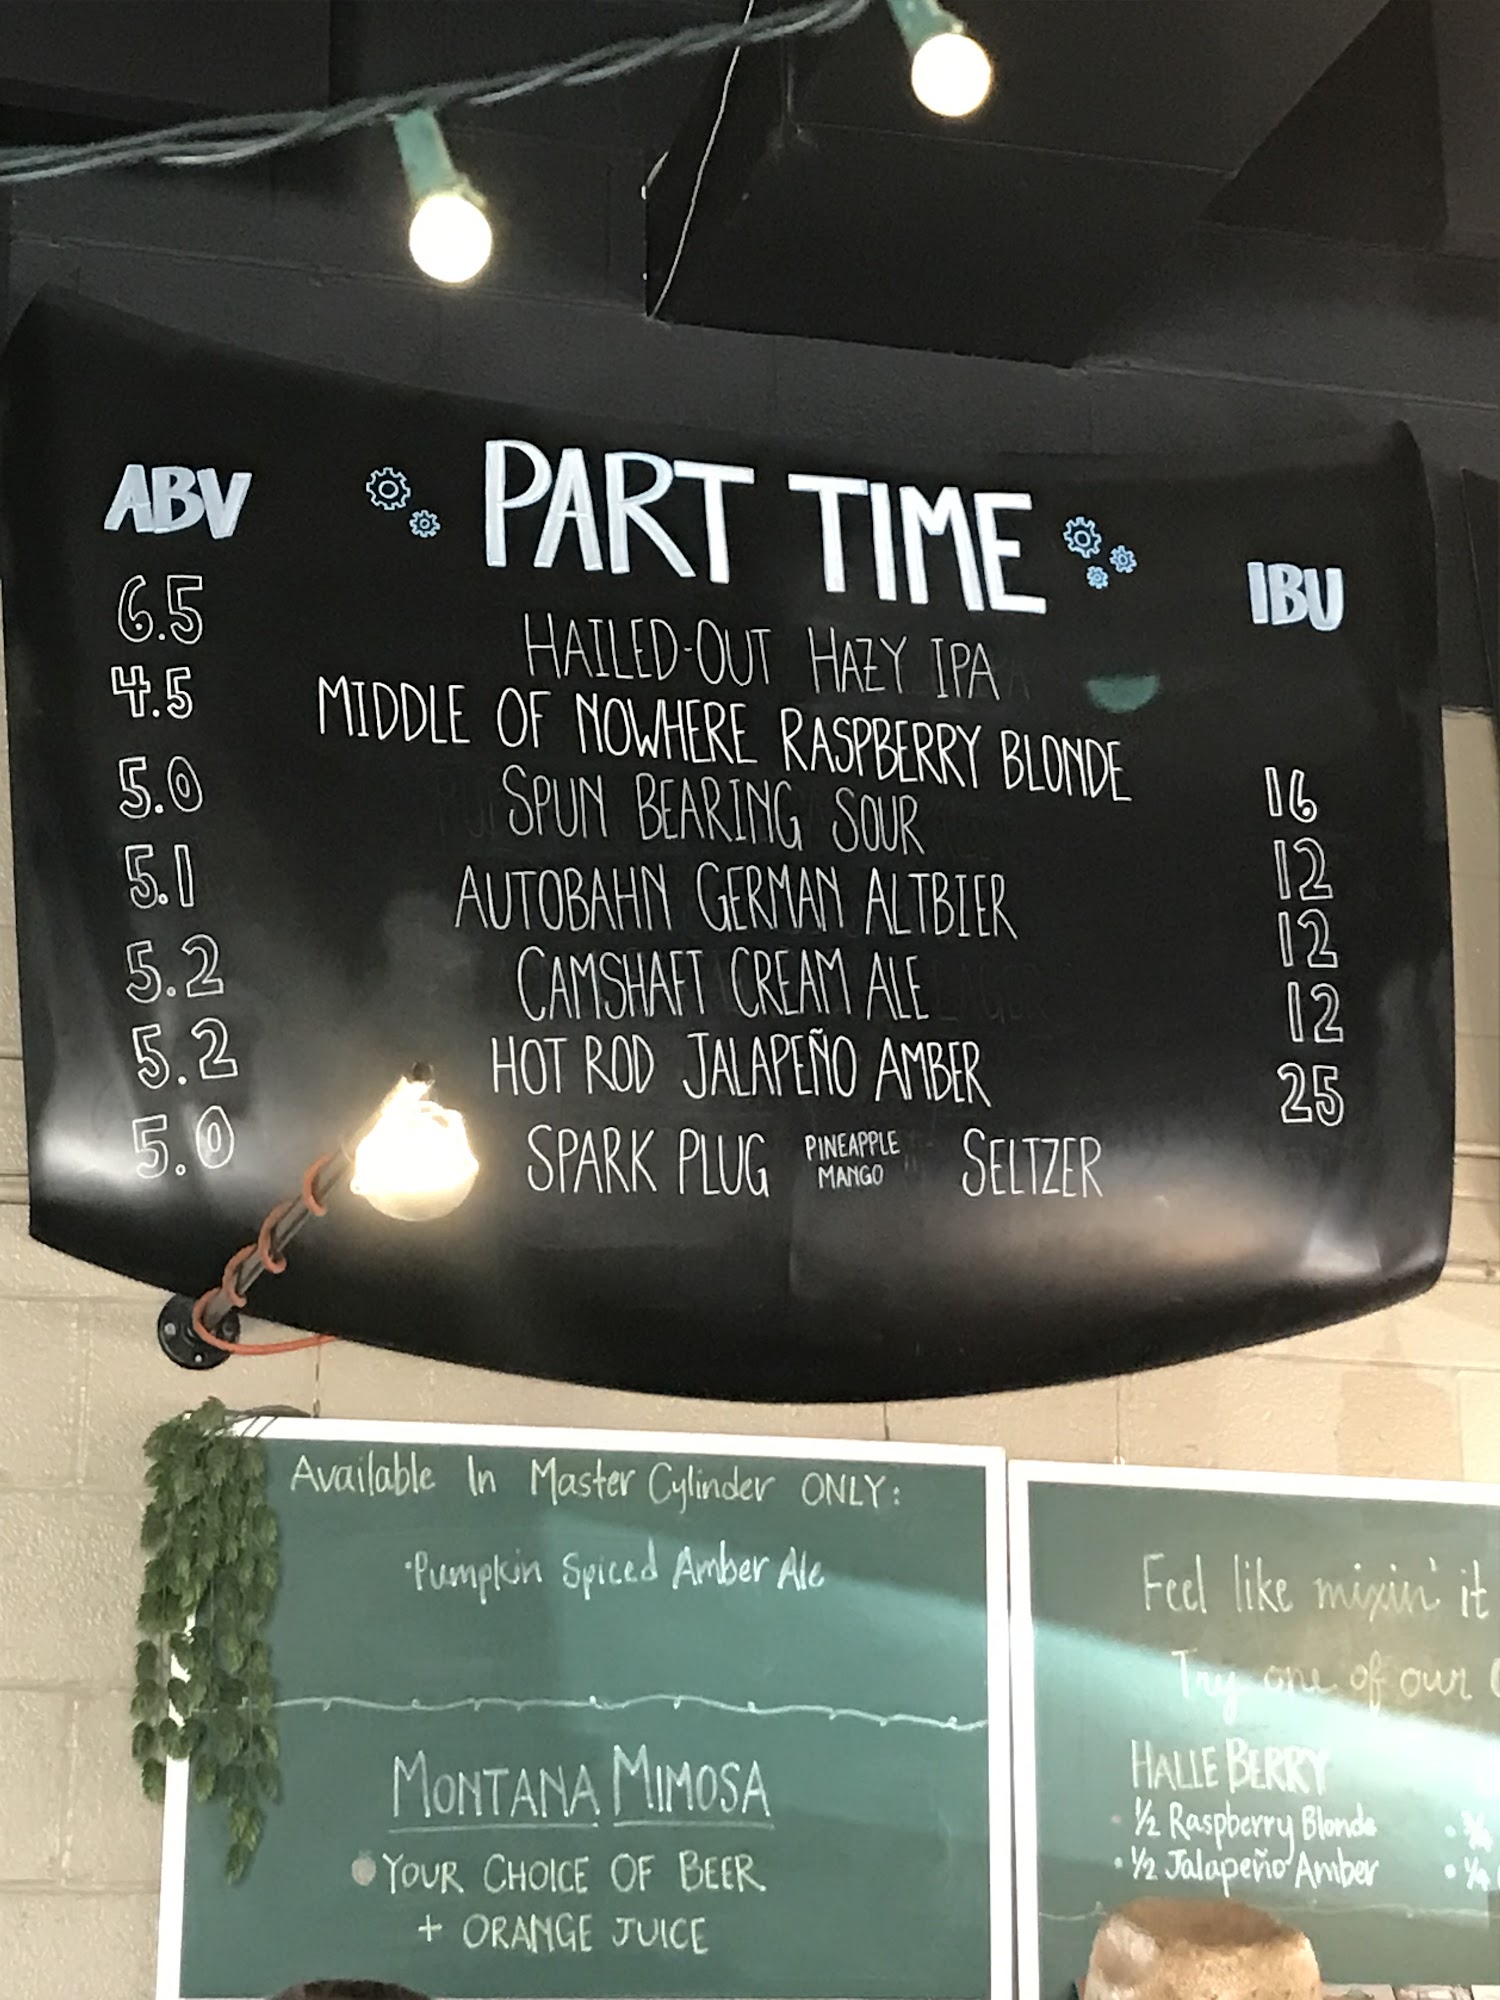 ABV PART TIME IBU
6.5 HAILED-OUT HAZY IPA
4.5 MIDDLE OF NOWHERE RASPBERRY BLONDE 16
5.0 SPUN BEARING SOUR 12
5.1 AUTOBAHN GERMAN ALTBIER 12
5.2 CAMSHAFT CREAM ALE 12
5.2 HOT ROD JALAPEÑO AMBER 25
5.0 SPARK PLUG PINEAPPLE MANGO SELTZER
Available In Master Cylinder ONLY:
·Pumpkin Spiced Amber Ale
MONTANA MIMOSA
YOUR CHOICE OF BEER
+ ORANGE JUICE
Feel like mixin' it
Try one of our
HALLE BERRY
1/2 Raspberry Blonde
· 1/2 Jalapeño Amber